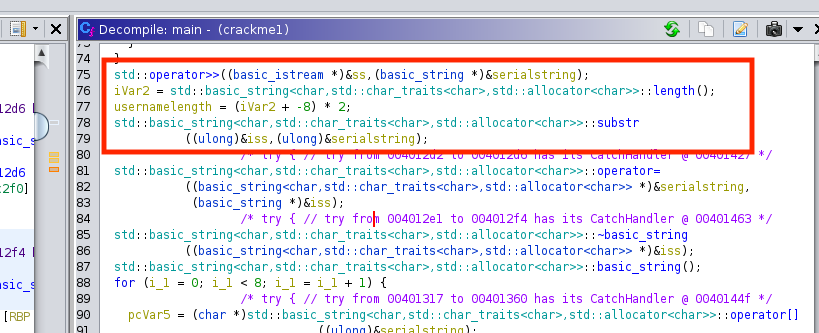 Decompile: main - (crackme1)
74 }
75 std::operator>>((basic_istream *)&ss,(basic_string *)&serialstring);
76 iVar2 = std::basic_string<char,std::char_traits<char>,std::allocator<char>>::length();
77 usernamelength = (iVar2 + -8) * 2;
78 std::basic_string<char,std::char_traits<char>,std::allocator<char>>::substr
79 ((ulong)&iss,(ulong)&serialstring);
80 /* try { // try from 004012d2 to 004012d6 has its CatchHandler @ 00401427 */
81 std::basic_string<char,std::char_traits<char>,std::allocator<char>>::operator=
82 ((basic_string<char,std::char_traits<char>,std::allocator<char>> *)&serialstring,
83 (basic_string *)&iss);
84 /* try { // try from 004012e1 to 004012f4 has its CatchHandler @ 00401463 */
85 std::basic_string<char,std::char_traits<char>,std::allocator<char>>::~basic_string
86 ((basic_string<char,std::char_traits<char>,std::allocator<char>> *)&iss);
87 std::basic_string<char,std::char_traits<char>,std::allocator<char>>::basic_string();
88 for (i_1 = 0; i_1 < 8; i_1 = i_1 + 1) {
89 /* try { // try from 00401317 to 00401360 has its CatchHandler @ 0040144f */
90 pcVar5 = (char *)std::basic_string<char,std::char_traits<char>,std::allocator<char>>::operator[]
91 ((ulong)&serialstring);
12d6
basic_s
12d6
2f0]
12f4
basic_s
[RBP